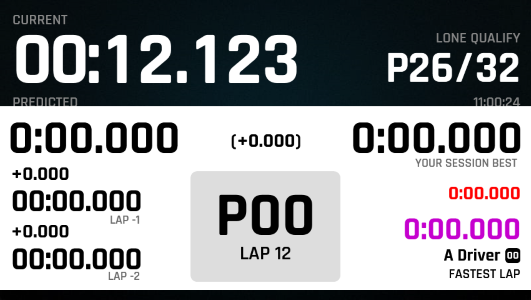 CURRENT
00:12.123
LONE QUALIFY
P26/32
PREDICTED
11:00:24
0:00.000
(+0.000)
0:00.000
YOUR SESSION BEST
+0.000
00:00.000
LAP -1
+0.000
00:00.000
LAP -2
P00
LAP 12
0:00.000
0:00.000
A Driver 00
FASTEST LAP